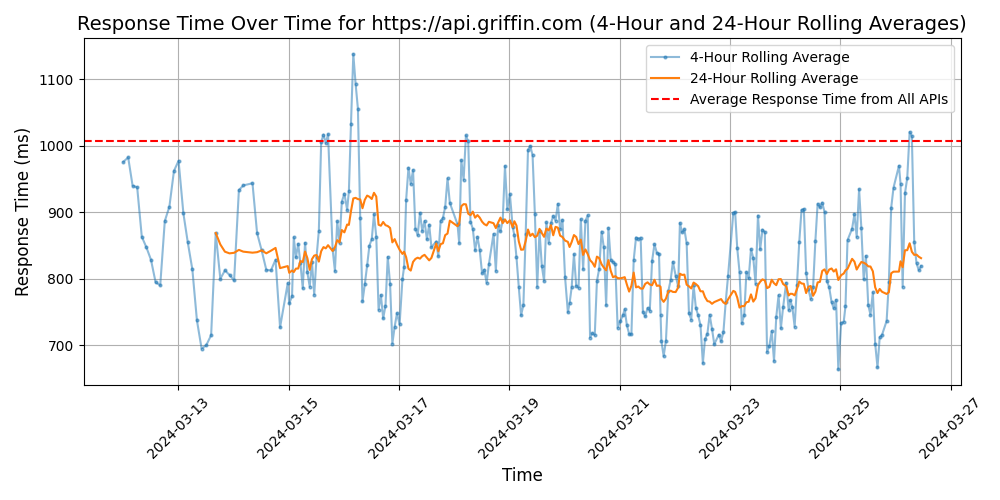 Response Time Over Time for https://api.griffin.com (4-Hour and 24-Hour Rolling Averages)
4-Hour Rolling Average
24-Hour Rolling Average
Average Response Time from All APIs
Response Time (ms)
1100
1000
900
800
700
2024-03-13
2024-03-15
2024-03-17
2024-03-19
2024-03-21
2024-03-23
2024-03-25
2024-03-27
Time